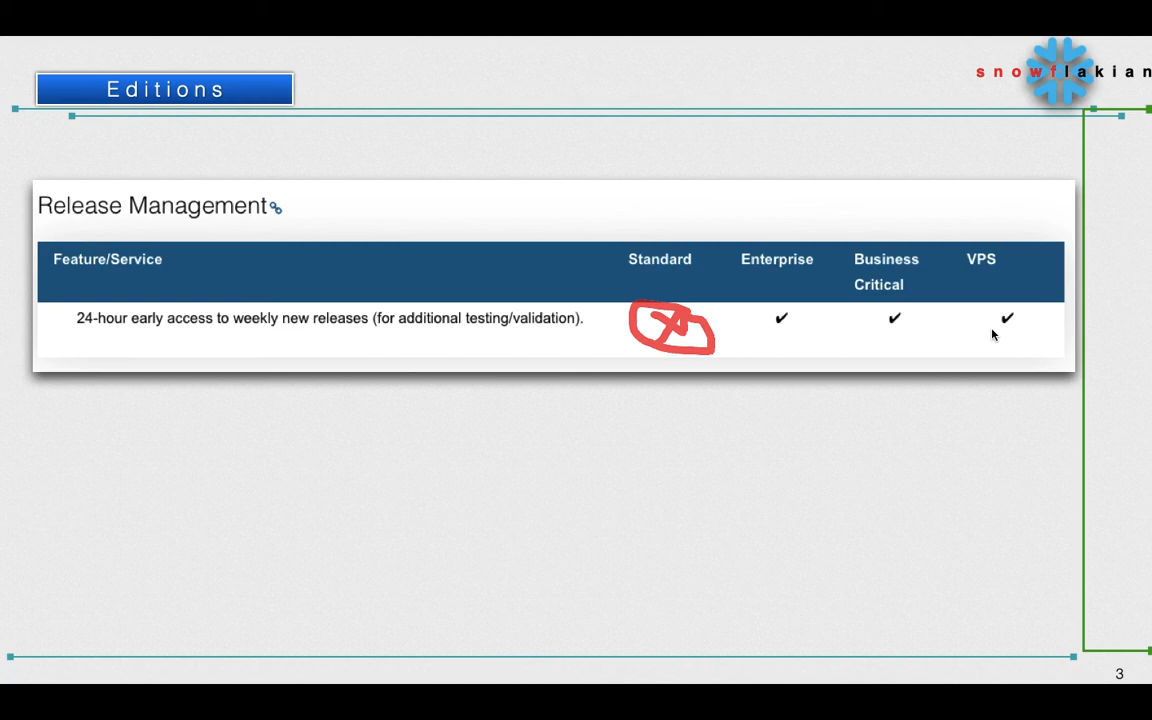 Editions
snowflakian
Release Management
Feature/Service Standard Enterprise Business Critical VPS
24-hour early access to weekly new releases (for additional testing/validation). ✔ ✔ ✔
3